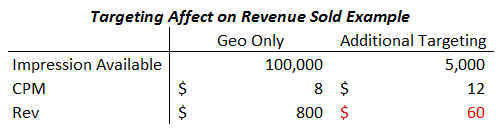 Targeting Affect on Revenue Sold Example
Geo Only Additional Targeting
Impression Available 100,000 5,000
CPM $ 8 $ 12
Rev $ 800 $ 60